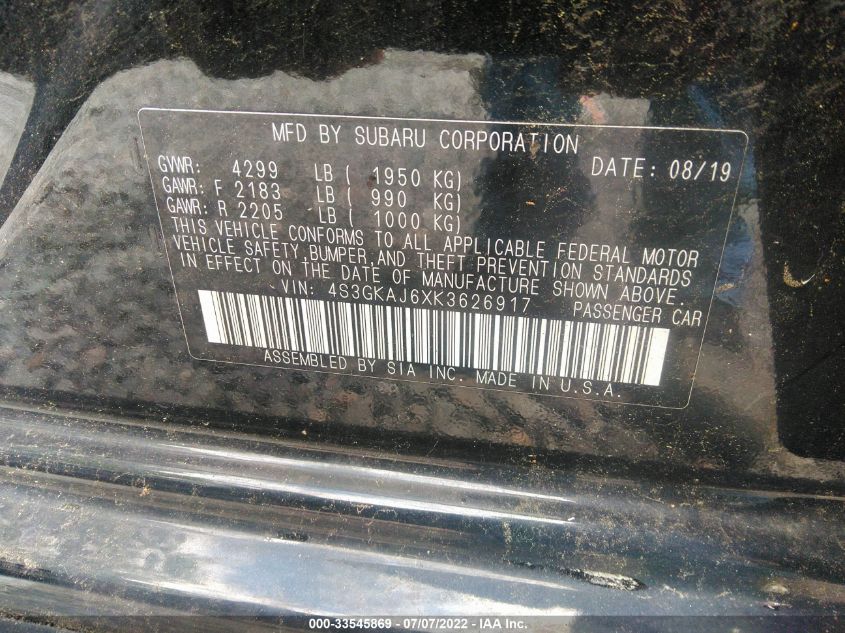 MFD BY SUBARU CORPORATION
GVWR: 4299 LB ( 1950 KG) DATE: 08/19
GAWR: F 2183 LB ( 990 KG)
GAWR: R 2205 LB ( 1000 KG)
THIS VEHICLE CONFORMS TO ALL APPLICABLE FEDERAL MOTOR
VEHICLE SAFETY, BUMPER, AND THEFT PREVENTION STANDARDS
IN EFFECT ON THE DATE OF MANUFACTURE SHOWN ABOVE.
VIN: 4S3GKAJ6XK3626917 PASSENGER CAR
ASSEMBLED BY SIA INC. MADE IN U.S.A.
000-33545869 - 07/07/2022 - IAA Inc.